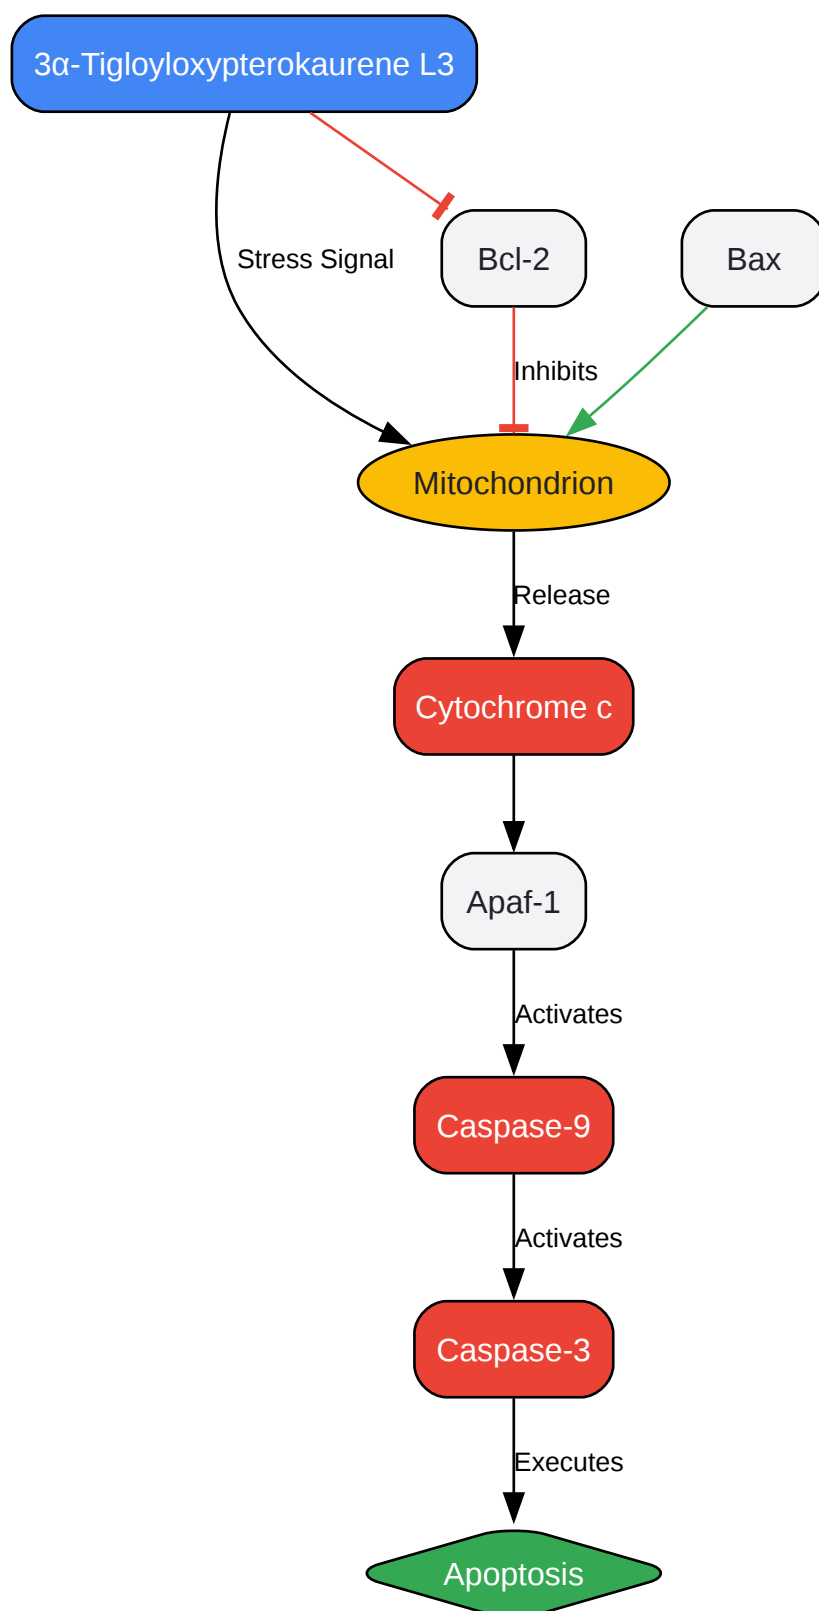 3α-Tigloyloxypterokaurene L3
Stress Signal
Bcl-2
Bax
Inhibits
Mitochondrion
Release
Cytochrome c
Apaf-1
Activates
Caspase-9
Activates
Caspase-3
Executes
Apoptosis